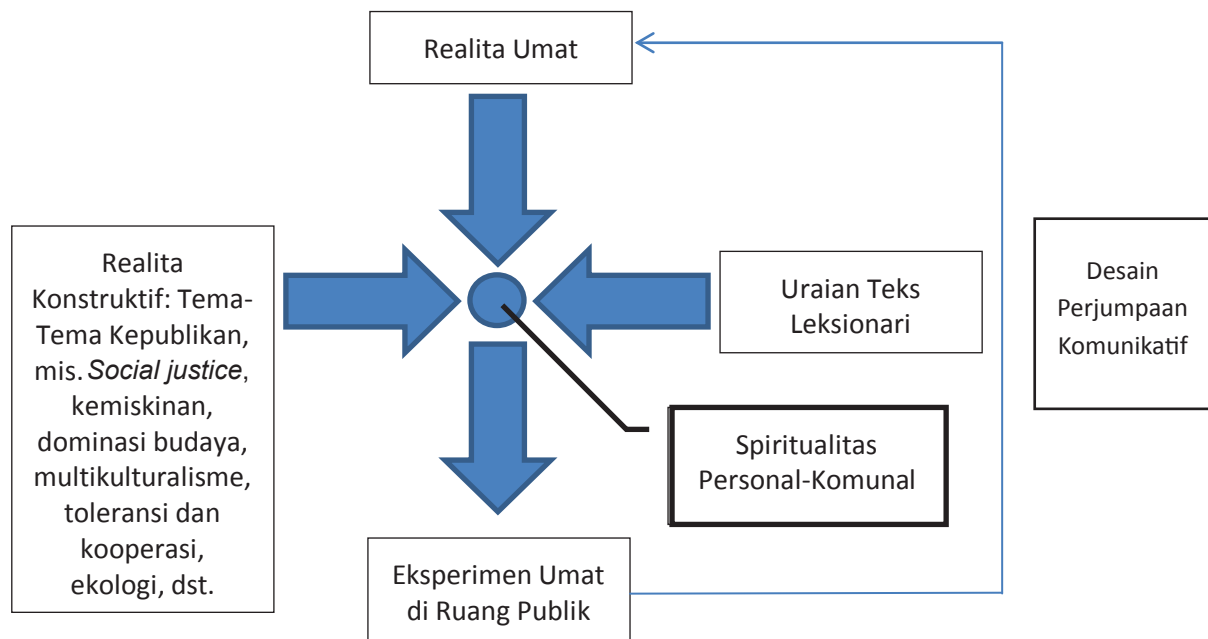 Realita Umat
Realita
Konstruktif: Tema-
Tema Kepublikan,
mis. Social justice,
kemiskinan,
dominasi budaya,
multikulturalisme,
toleransi dan
kooperasi,
ekologi, dst.
Uraian Teks
Leksionari
Desain
Perjumpaan
Komunikatif
Spiritualitas
Personal-Komunal
Eksperimen Umat
di Ruang Publik